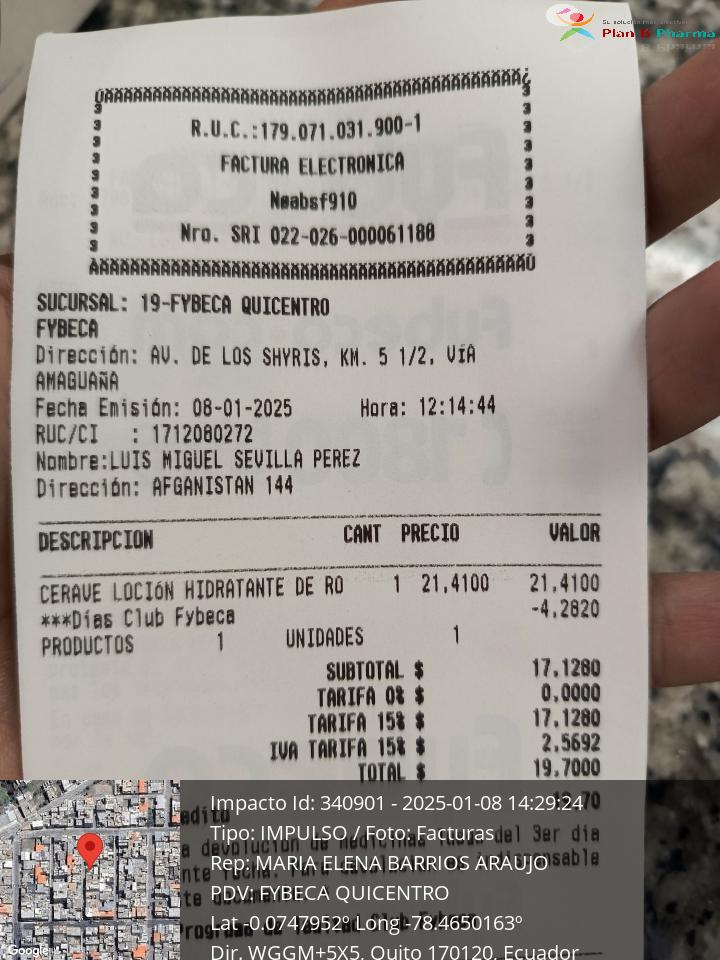 Su solución más efectiva
Plan B Pharma
R.U.C.:179.071.031.900-1
FACTURA ELECTRONICA
Nøabsf910
Nro. SRI 022-026-000061188
SUCURSAL: 19-FYBECA QUICENTRO
FYBECA
Dirección: AV. DE LOS SHYRIS, KM. 5 1/2, VÍA
AMAGUAÑA
Fecha Emisión: 08-01-2025 Hora: 12:14:44
RUC/CI : 1712080272
Nombre:LUIS MIGUEL SEVILLA PEREZ
Dirección: AFGANISTAN 144
DESCRIPCION CANT PRECIO VALOR
CERAVE LOCIÓN HIDRATANTE DE RO 1 21,4100 21,4100
***Días Club Fybeca -4.2820
PRODUCTOS 1 UNIDADES 1
SUBTOTAL $ 17.1280
TARIFA 0% $ 0.0000
TARIFA 15% $ 17.1280
IVA TARIFA 15% $ 2.5692
TOTAL $ 19.7000
Impacto Id: 340901 - 2025-01-08 14:29:24
Tipo: IMPULSO / Foto: Facturas
Rep: MARIA ELENA BARRIOS ARAUJO
PDV: FYBECA QUICENTRO
Lat -0.0747952º Long -78.4650163º
Dir. WGGM+5X5, Quito 170120, Ecuador
Google